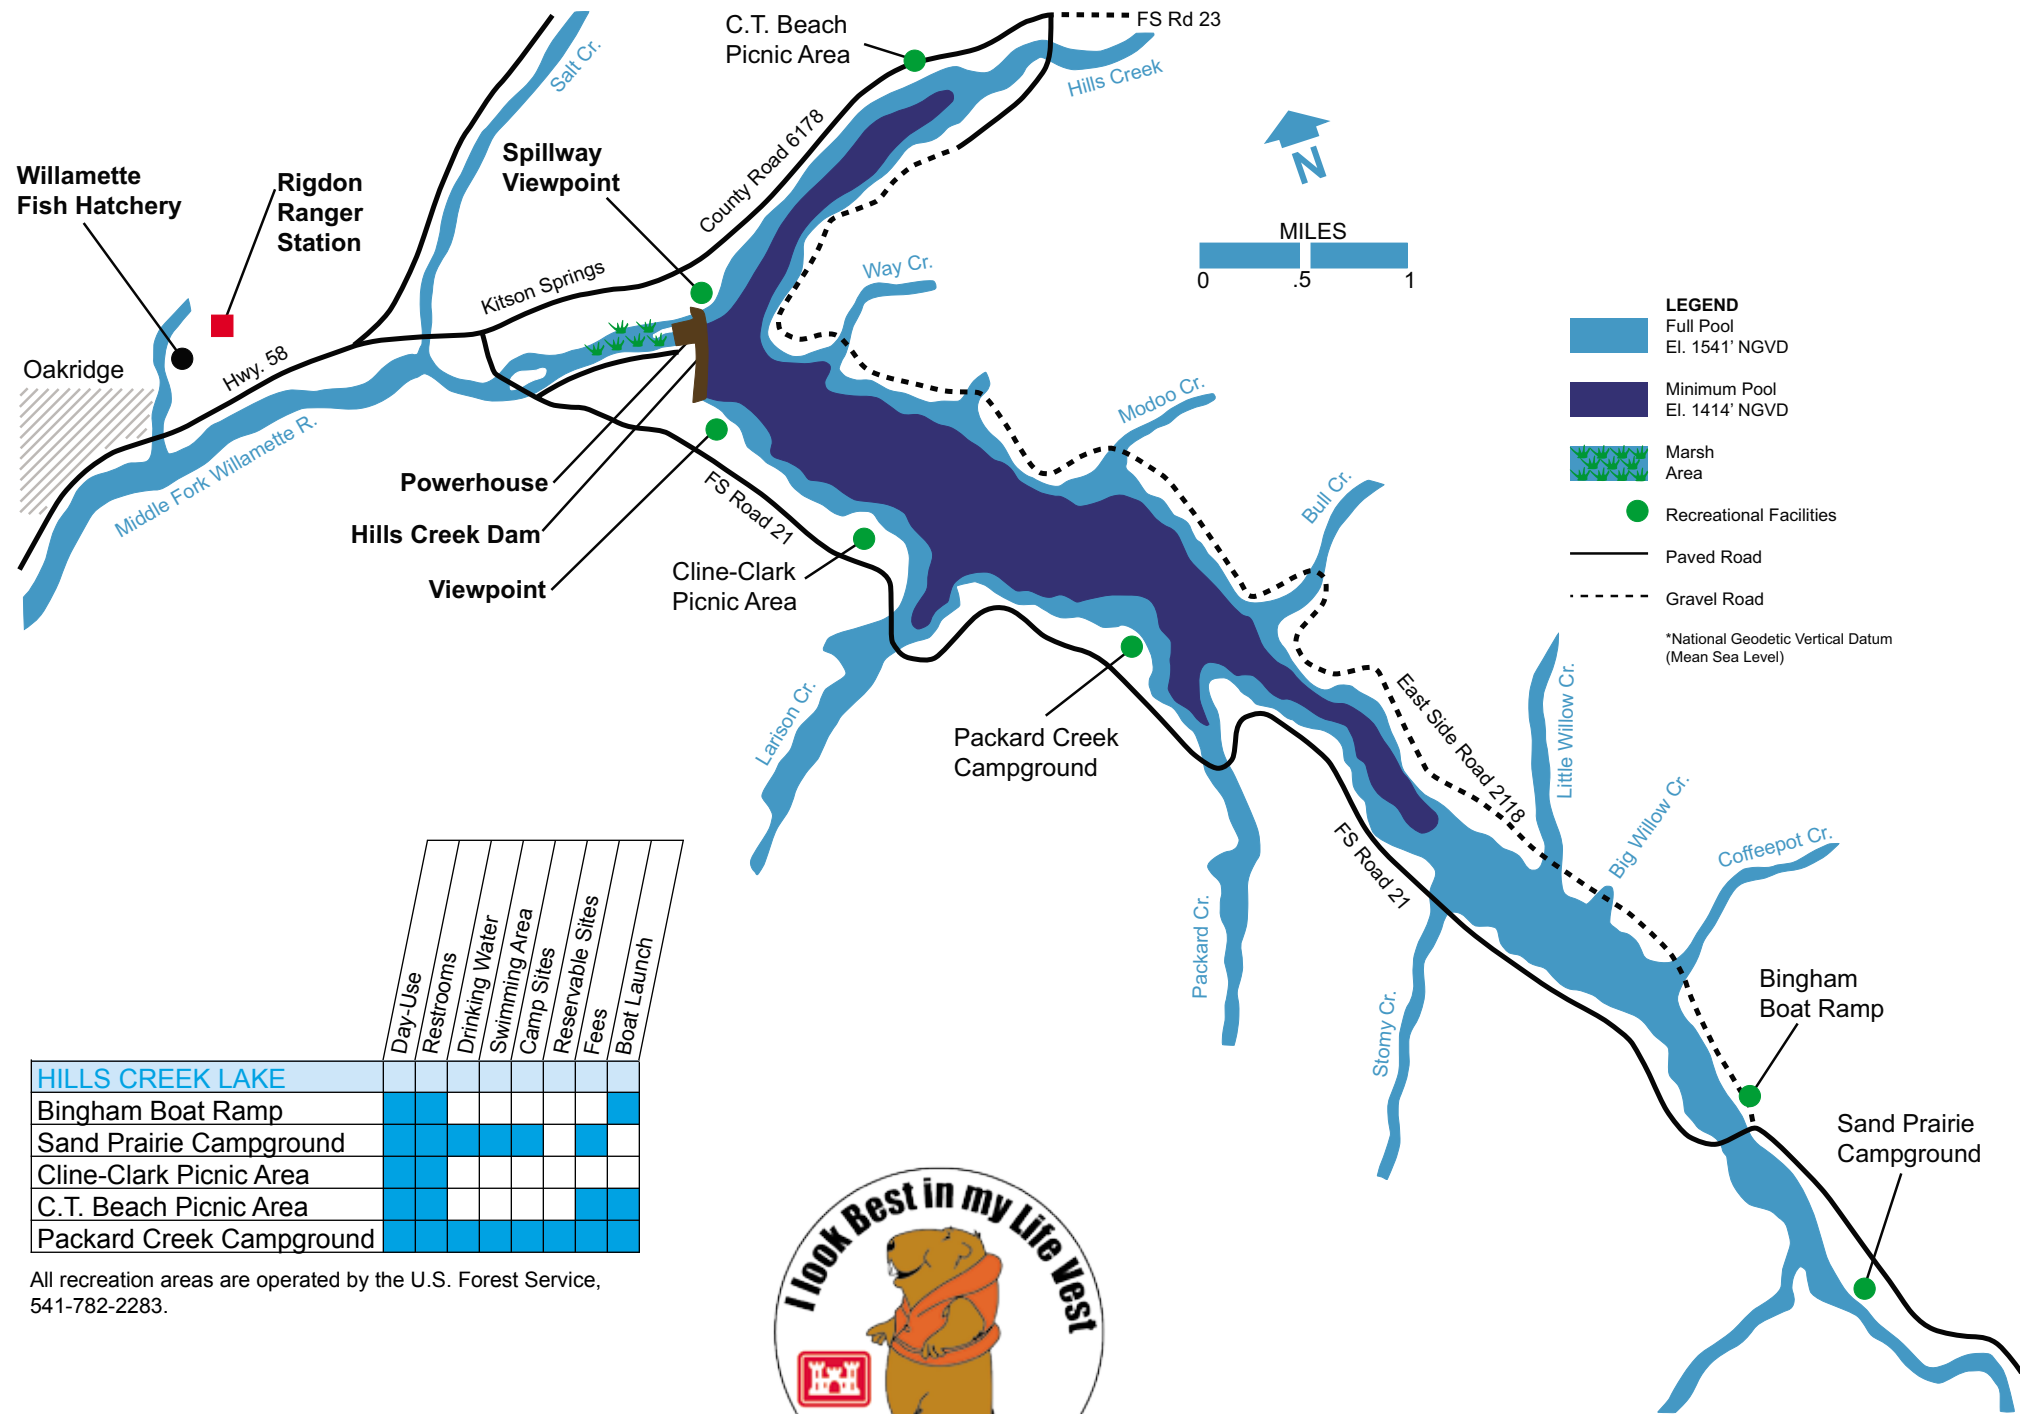 C.T. Beach
Picnic Area
FS Rd 23
Salt Cr.
Hills Creek
Spillway
Viewpoint
County Road 6178
N
Willamette
Fish Hatchery
Rigdon
Ranger
Station
MILES
0 .5 1
Kitson Springs
Way Cr.
Oakridge
Hwy. 58
Middle Fork Willamette R.
Modoo Cr.
Powerhouse
Hills Creek Dam
Viewpoint
FS Road 21
Bull Cr.
Cline-Clark
Picnic Area
Larison Cr.
Packard Creek
Campground
East Side Road 2118
Little Willow Cr.
Big Willow Cr.
Coffeepot Cr.
FS Road 21
Packard Cr.
Stomy Cr.
Bingham
Boat Ramp
Sand Prairie
Campground
LEGEND
Full Pool
El. 1541' NGVD
Minimum Pool
El. 1414' NGVD
Marsh
Area
Recreational Facilities
Paved Road
Gravel Road
*National Geodetic Vertical Datum
(Mean Sea Level)
Day-Use
Restrooms
Drinking Water
Swimming Area
Camp Sites
Reservable Sites
Fees
Boat Launch
HILLS CREEK LAKE
Bingham Boat Ramp
Sand Prairie Campground
Cline-Clark Picnic Area
C.T. Beach Picnic Area
Packard Creek Campground
All recreation areas are operated by the U.S. Forest Service,
541-782-2283.
I look Best in my Life Vest